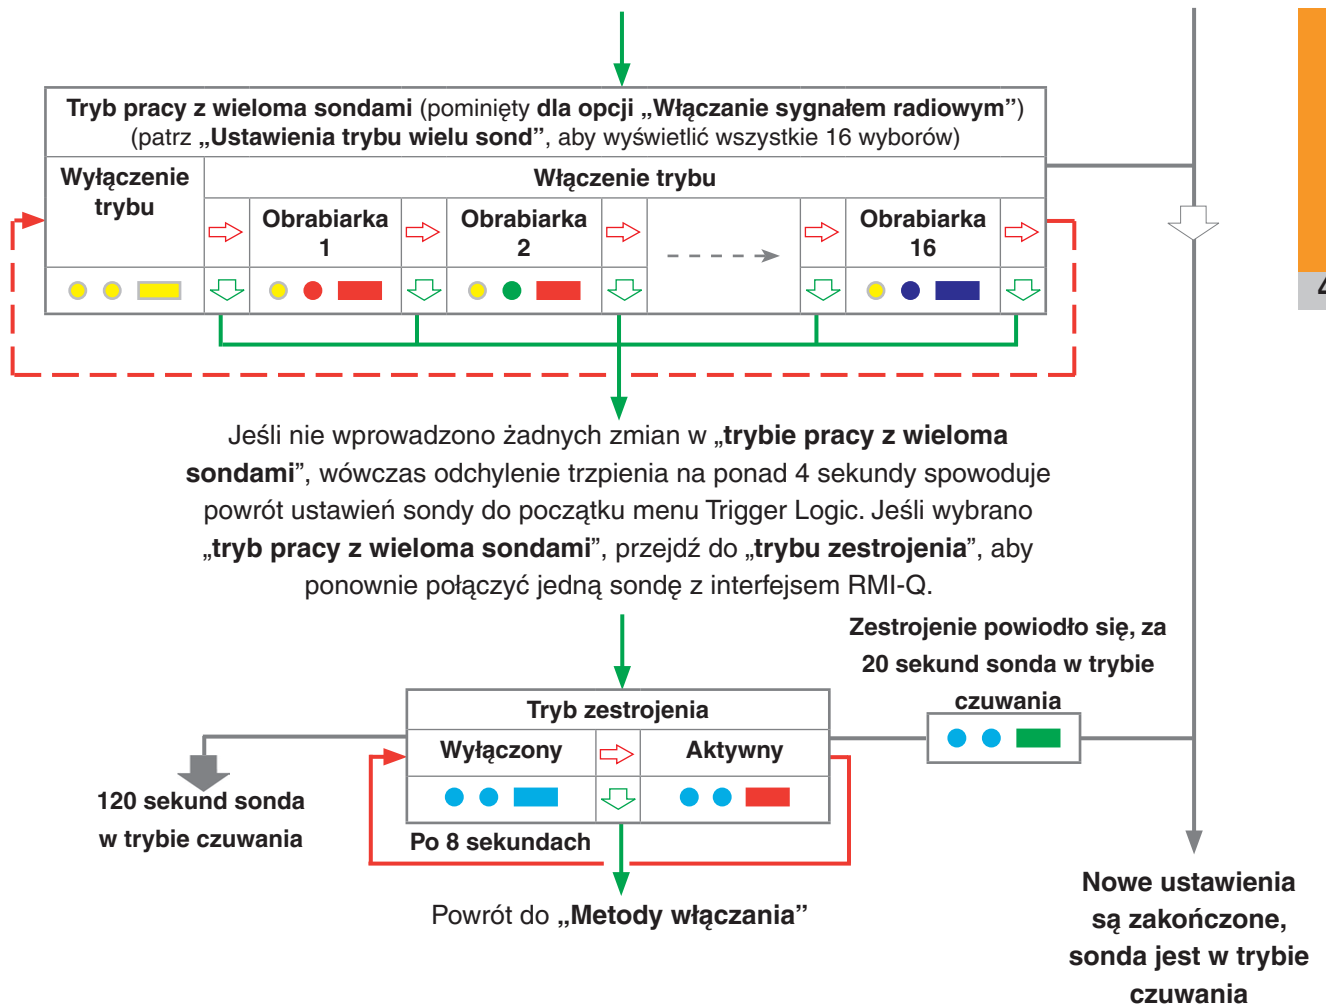 Tryb pracy z wieloma sondami (pominięty dla opcji „Włączanie sygnałem radiowym”)
(patrz „Ustawienia trybu wielu sond”, aby wyświetlić wszystkie 16 wyborów)
Wyłączenie
trybu
Włączenie trybu
Obrabiarka
1
Obrabiarka
2
Obrabiarka
16
4
Jeśli nie wprowadzono żadnych zmian w „trybie pracy z wieloma
sondami”, wówczas odchylenie trzpienia na ponad 4 sekundy spowoduje
powrót ustawień sondy do początku menu Trigger Logic. Jeśli wybrano
„tryb pracy z wieloma sondami”, przejdź do „trybu zestrojenia”, aby
ponownie połączyć jedną sondę z interfejsem RMI-Q.
Zestrojenie powiodło się, za
20 sekund sonda w trybie
czuwania
Tryb zestrojenia
Wyłączony
Aktywny
120 sekund sonda
w trybie czuwania
Po 8 sekundach
Powrót do „Metody włączania”
Nowe ustawienia
są zakończone,
sonda jest w trybie
czuwania